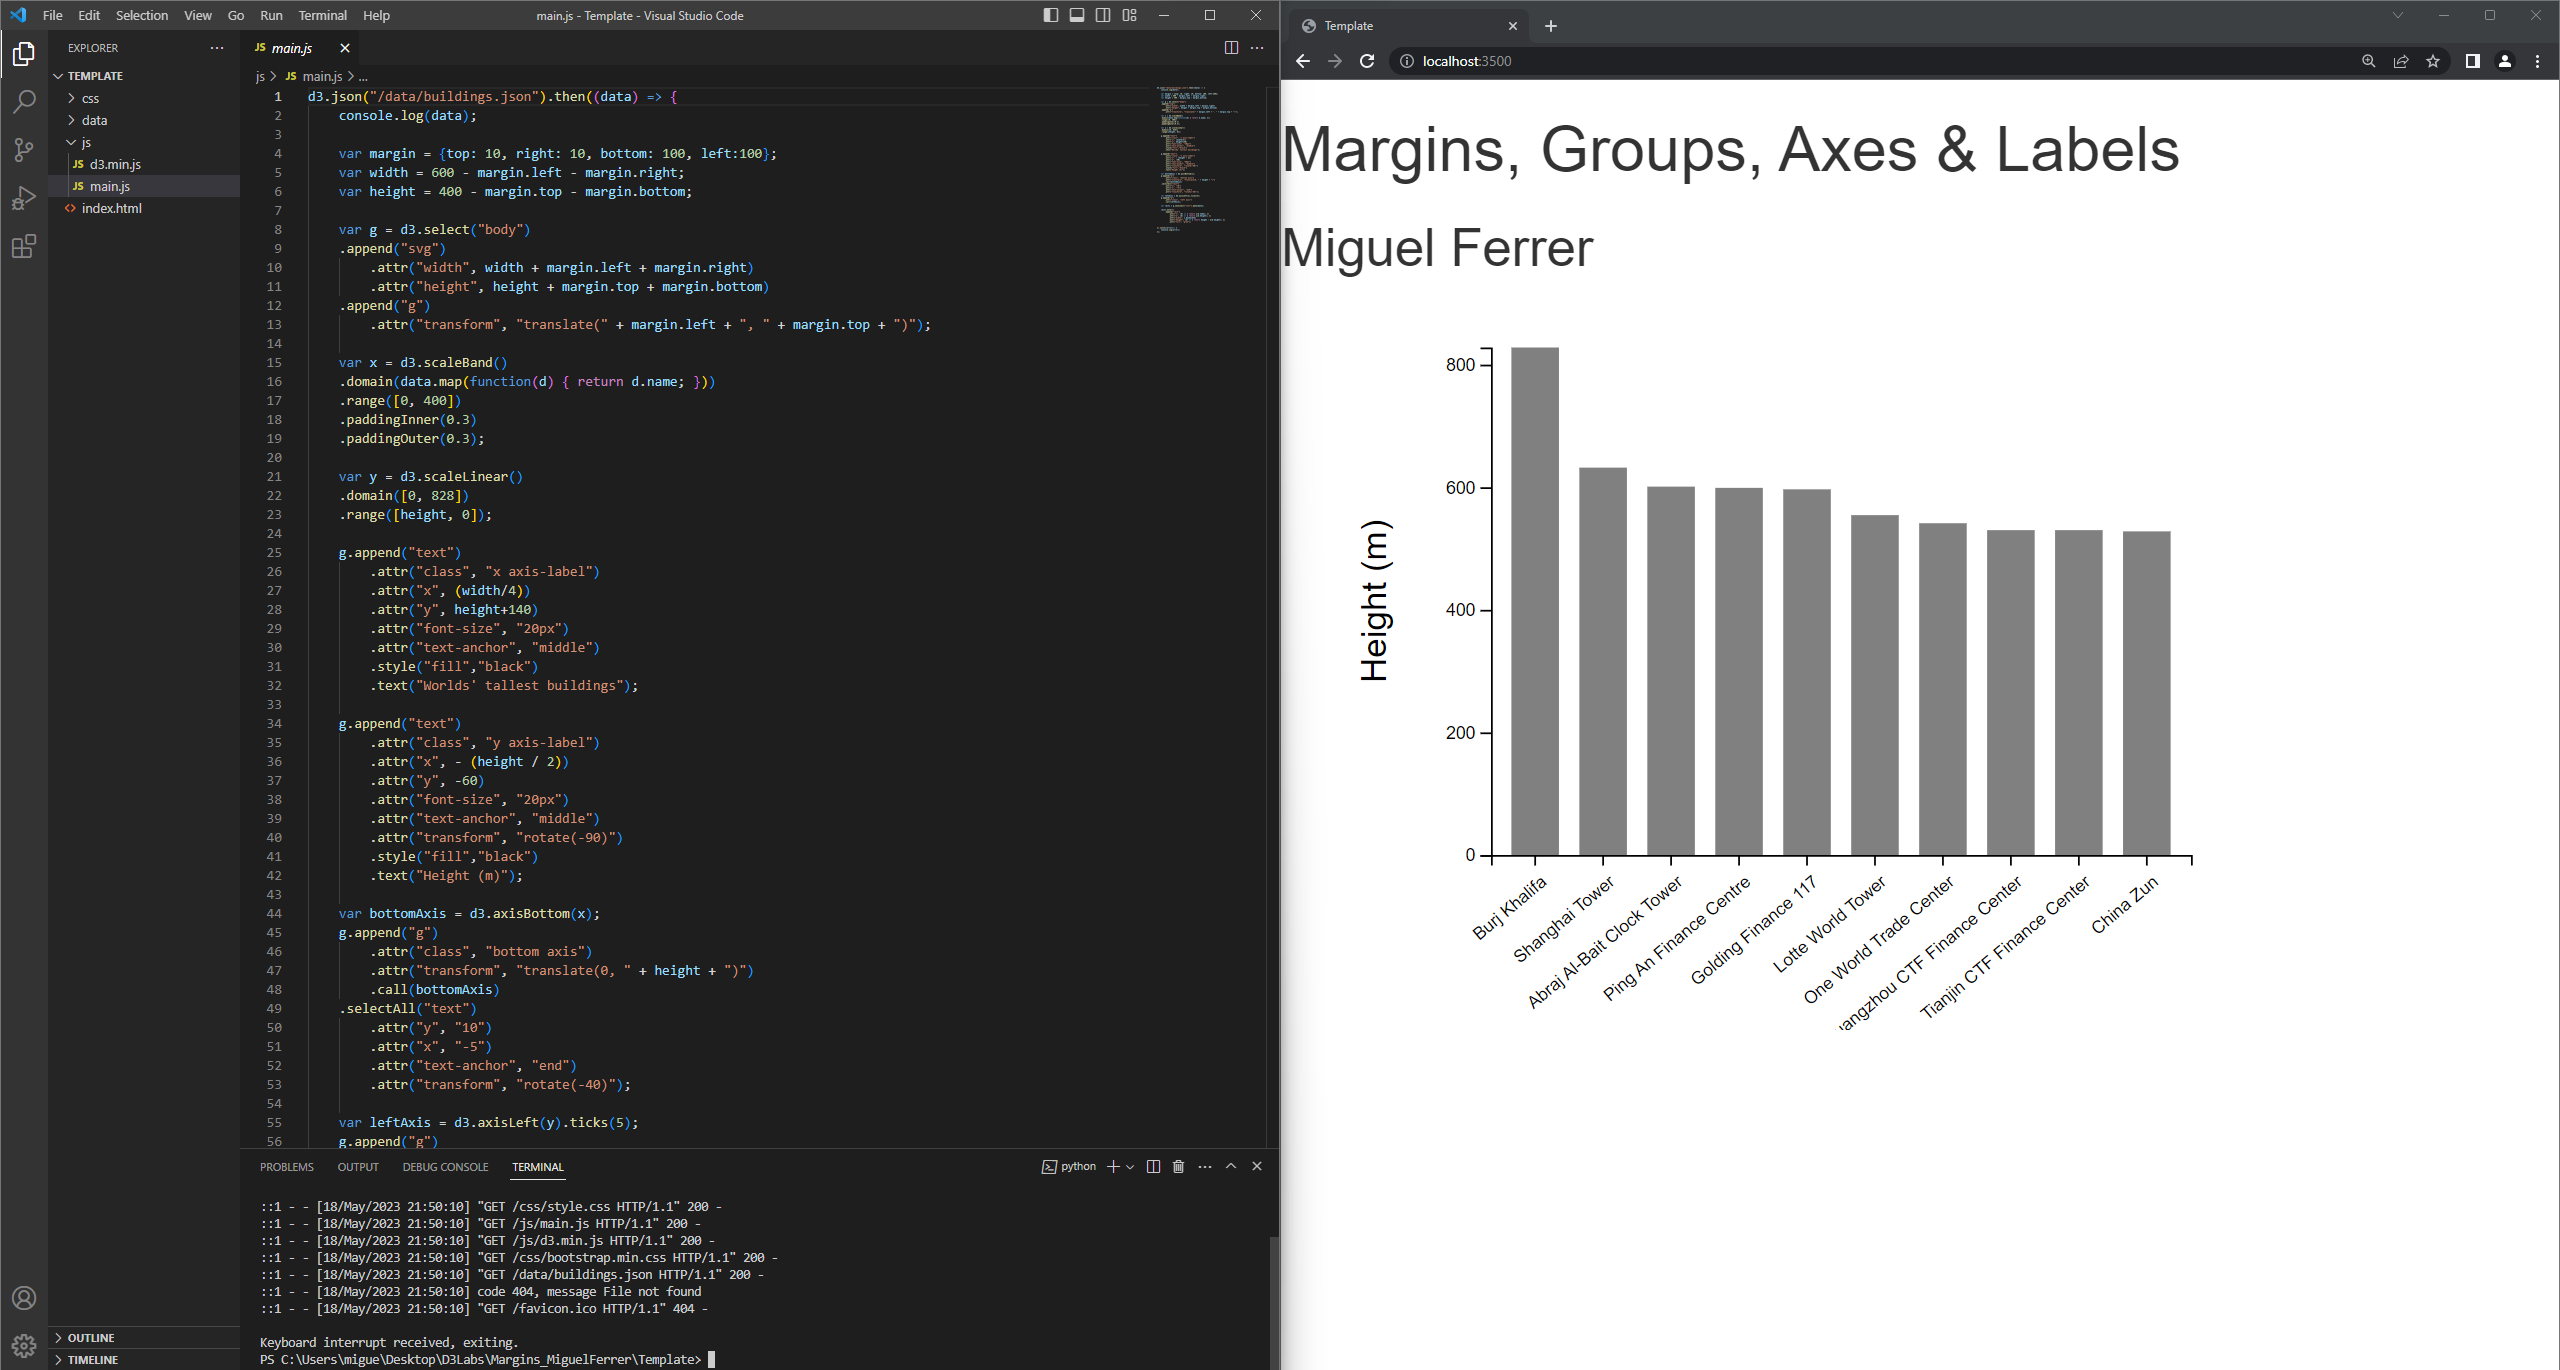 File Edit Selection View Go Run Terminal Help
main.js - Template - Visual Studio Code
EXPLORER
TEMPLATE
css
data
js
JS d3.min.js
JS main.js
index.html
OUTLINE
TIMELINE
JS main.js
js > JS main.js > ...
1 d3.json("/data/buildings.json").then((data) => {
2 console.log(data);
3
4 var margin = {top: 10, right: 10, bottom: 100, left:100};
5 var width = 600 - margin.left - margin.right;
6 var height = 400 - margin.top - margin.bottom;
7
8 var g = d3.select("body")
9 .append("svg")
10 .attr("width", width + margin.left + margin.right)
11 .attr("height", height + margin.top + margin.bottom)
12 .append("g")
13 .attr("transform", "translate(" + margin.left + ", " + margin.top + ")");
14
15 var x = d3.scaleBand()
16 .domain(data.map(function(d) { return d.name; }))
17 .range([0, 400])
18 .paddingInner(0.3)
19 .paddingOuter(0.3);
20
21 var y = d3.scaleLinear()
22 .domain([0, 828])
23 .range([height, 0]);
24
25 g.append("text")
26 .attr("class", "x axis-label")
27 .attr("x", (width/4))
28 .attr("y", height+140)
29 .attr("font-size", "20px")
30 .attr("text-anchor", "middle")
31 .style("fill","black")
32 .text("Worlds' tallest buildings");
33
34 g.append("text")
35 .attr("class", "y axis-label")
36 .attr("x", - (height / 2))
37 .attr("y", -60)
38 .attr("font-size", "20px")
39 .attr("text-anchor", "middle")
40 .attr("transform", "rotate(-90)")
41 .style("fill","black")
42 .text("Height (m)");
43
44 var bottomAxis = d3.axisBottom(x);
45 g.append("g")
46 .attr("class", "bottom axis")
47 .attr("transform", "translate(0, " + height + ")")
48 .call(bottomAxis)
49 .selectAll("text")
50 .attr("y", "10")
51 .attr("x", "-5")
52 .attr("text-anchor", "end")
53 .attr("transform", "rotate(-40)");
54
55 var leftAxis = d3.axisLeft(y).ticks(5);
56 g.append("g")
PROBLEMS OUTPUT DEBUG CONSOLE TERMINAL
python
::1 - - [18/May/2023 21:50:10] "GET /css/style.css HTTP/1.1" 200 -
::1 - - [18/May/2023 21:50:10] "GET /js/main.js HTTP/1.1" 200 -
::1 - - [18/May/2023 21:50:10] "GET /js/d3.min.js HTTP/1.1" 200 -
::1 - - [18/May/2023 21:50:10] "GET /css/bootstrap.min.css HTTP/1.1" 200 -
::1 - - [18/May/2023 21:50:10] "GET /data/buildings.json HTTP/1.1" 200 -
::1 - - [18/May/2023 21:50:10] code 404, message File not found
::1 - - [18/May/2023 21:50:10] "GET /favicon.ico HTTP/1.1" 404 -
Keyboard interrupt received, exiting.
PS C:\Users\migue\Desktop\D3Labs\Margins_MiguelFerrer\Template>
Template
localhost:3500
Margins, Groups, Axes & Labels
Miguel Ferrer
Height (m)
800
600
400
200
0
Burj Khalifa
Shanghai Tower
Abraj Al-Bait Clock Tower
Ping An Finance Centre
Golding Finance 117
Lotte World Tower
One World Trade Center
angzhou CTF Finance Center
Tianjin CTF Finance Center
China Zun